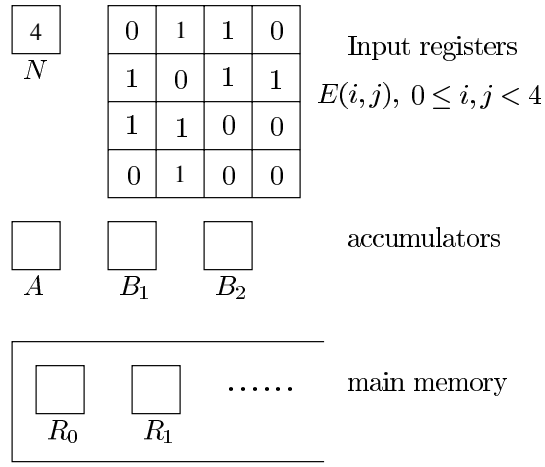 4
N
0 1 1 0
1 0 1 1
1 1 0 0
0 1 0 0
Input registers
E(i, j), 0 ≤ i, j < 4
accumulators
A B₁ B₂
main memory
......
R₀ R₁